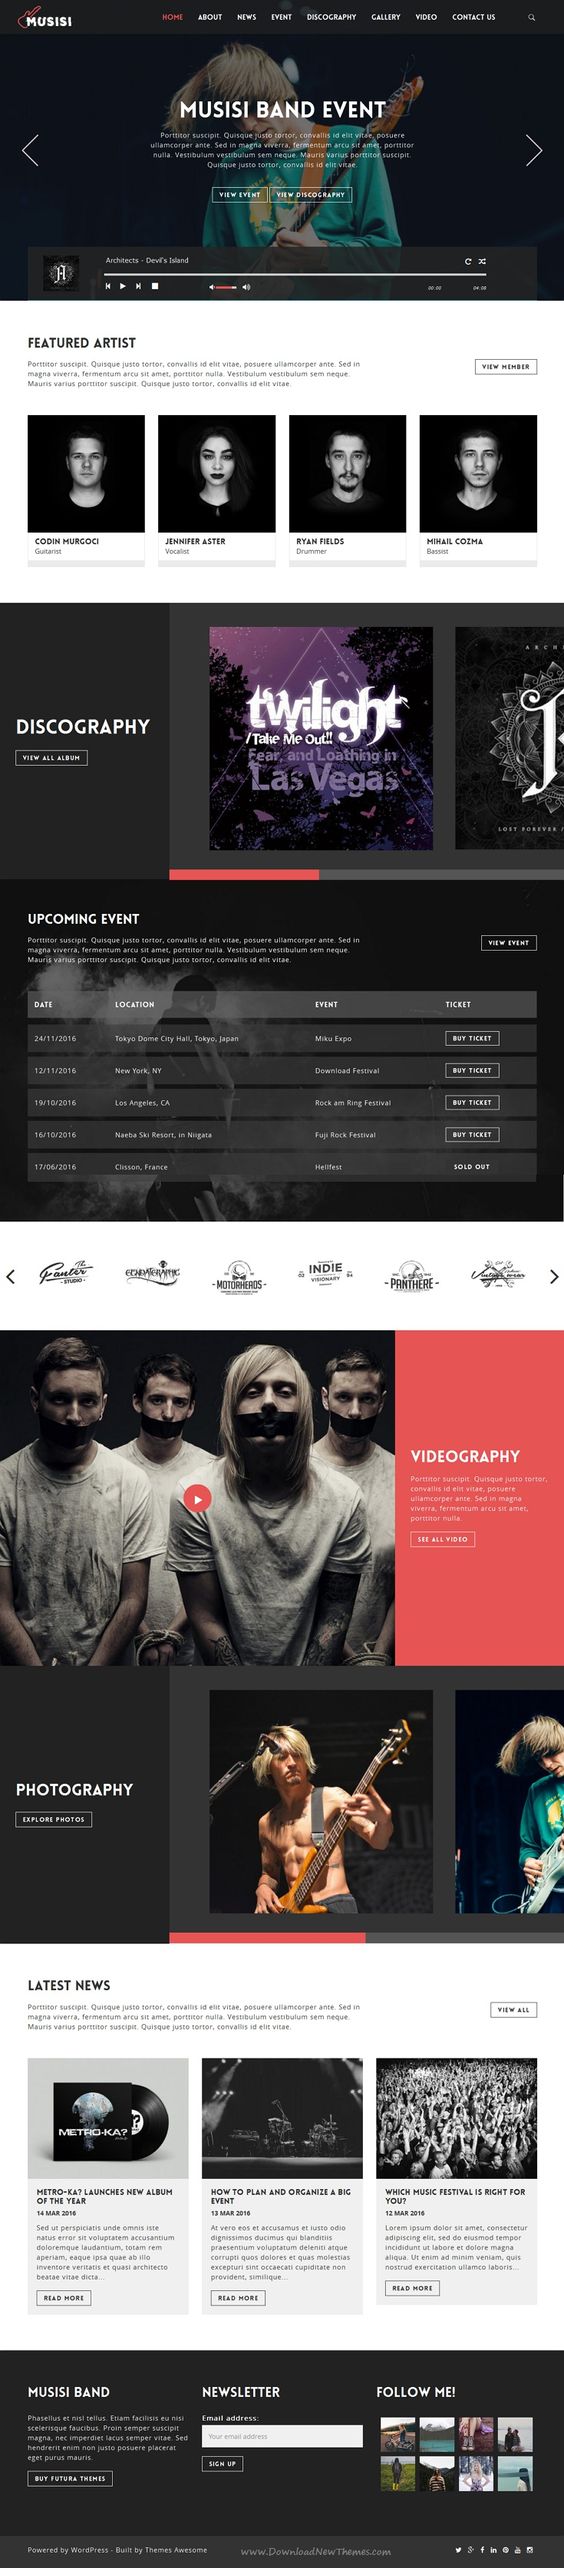 MUSISI
HOME ABOUT NEWS EVENT DISCOGRAPHY GALLERY VIDEO CONTACT US
MUSISI BAND EVENT
Porttitor suscipit. Quisque justo tortor, convallis id elit vitae, posuere
ullamcorper ante. Sed in magna viverra, fermentum arcu sit amet, porttitor
nulla. Vestibulum vestibulum sem neque. Mauris varius porttitor suscipit.
Quisque justo tortor, convallis id elit vitae.
VIEW EVENT VIEW DISCOGRAPHY
Architects - Devil's Island
00:00 04:08
FEATURED ARTIST
Porttitor suscipit. Quisque justo tortor, convallis id elit vitae, posuere ullamcorper ante. Sed in
magna viverra, fermentum arcu sit amet, porttitor nulla. Vestibulum vestibulum sem neque.
Mauris varius porttitor suscipit. Quisque justo tortor, convallis id elit vitae.
VIEW MEMBER
CODIN MURGOCI
Guitarist
JENNIFER ASTER
Vocalist
RYAN FIELDS
Drummer
MIHAIL COZMA
Bassist
DISCOGRAPHY
VIEW ALL ALBUM
twilight
/Take Me Out!!
Fear, and Loathing in
Las Vegas
ARCH
LOST FOREVER /
UPCOMING EVENT
Porttitor suscipit. Quisque justo tortor, convallis id elit vitae, posuere ullamcorper ante. Sed in
magna viverra, fermentum arcu sit amet, porttitor nulla. Vestibulum vestibulum sem neque.
Mauris varius porttitor suscipit. Quisque justo tortor, convallis id elit vitae.
VIEW EVENT
DATE LOCATION EVENT TICKET
24/11/2016 Tokyo Dome City Hall, Tokyo, Japan Miku Expo BUY TICKET
12/11/2016 New York, NY Download Festival BUY TICKET
19/10/2016 Los Angeles, CA Rock am Ring Festival BUY TICKET
16/10/2016 Naeba Ski Resort, in Niigata Fuji Rock Festival BUY TICKET
17/06/2016 Clisson, France Hellfest SOLD OUT
The
Ganter
- STUDIO -
MOTORHEADS
02 INDIE 94
VISIONARY
PANTHERE
VIDEOGRAPHY
Porttitor suscipit. Quisque justo tortor,
convallis id elit vitae, posuere
ullamcorper ante. Sed in magna
viverra, fermentum arcu sit amet,
porttitor nulla.
SEE ALL VIDEO
PHOTOGRAPHY
EXPLORE PHOTOS
LATEST NEWS
Porttitor suscipit. Quisque justo tortor, convallis id elit vitae, posuere ullamcorper ante. Sed in
magna viverra, fermentum arcu sit amet, porttitor nulla. Vestibulum vestibulum sem neque.
Mauris varius porttitor suscipit. Quisque justo tortor, convallis id elit vitae.
VIEW ALL
METRO-KA?
METRO-KA? LAUNCHES NEW ALBUM
OF THE YEAR
14 MAR 2016
Sed ut perspiciatis unde omnis iste
natus error sit voluptatem accusantium
doloremque laudantium, totam rem
aperiam, eaque ipsa quae ab illo
inventore veritatis et quasi architecto
beatae vitae dicta...
READ MORE
HOW TO PLAN AND ORGANIZE A BIG
EVENT
13 MAR 2016
At vero eos et accusamus et iusto odio
dignissimos ducimus qui blanditiis
praesentium voluptatum deleniti atque
corrupti quos dolores et quas molestias
excepturi sint occaecati cupiditate non
provident, similique...
READ MORE
WHICH MUSIC FESTIVAL IS RIGHT FOR
YOU?
12 MAR 2016
Lorem ipsum dolor sit amet, consectetur
adipiscing elit, sed do eiusmod tempor
incididunt ut labore et dolore magna
aliqua. Ut enim ad minim veniam, quis
nostrud exercitation ullamco laboris...
READ MORE
MUSISI BAND
Phasellus et nisl tellus. Etiam facilisis eu nisi
scelerisque faucibus. Proin semper suscipit
magna, nec imperdiet lacus semper vitae. Sed
hendrerit enim non justo posuere placerat
eget purus mauris.
BUY FUTURA THEMES
NEWSLETTER
Email address:
Your email address
SIGN UP
FOLLOW ME!
Powered by WordPress - Built by Themes Awesome
www.DownloadNewThemes.com